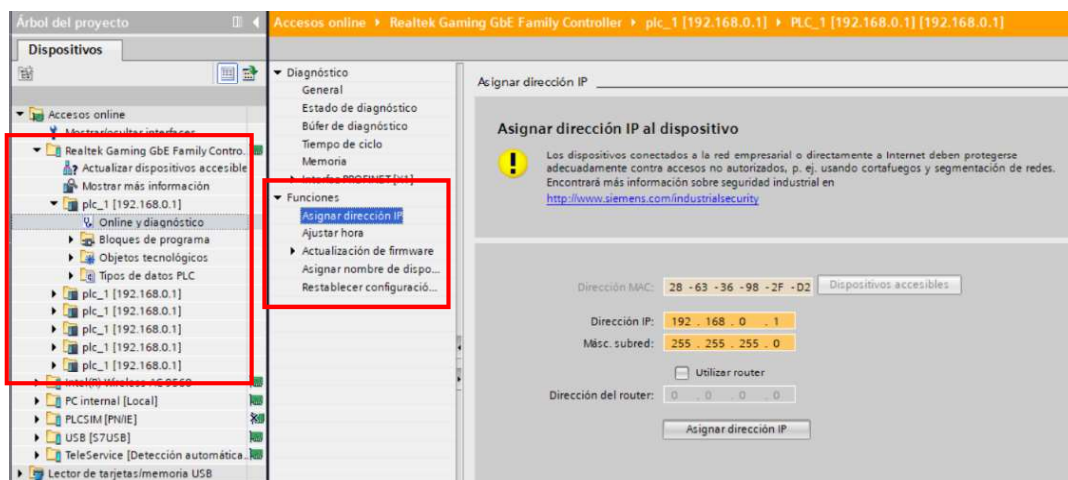 Árbol del proyecto
Accesos online ▸ Realtek Gaming GbE Family Controller ▸ plc_1 [192.168.0.1] ▸ PLC_1 [192.168.0.1] [192.168.0.1]
Dispositivos
Accesos online
Mostrar/ocultar interfaces
Realtek Gaming GbE Family Contro..
Actualizar dispositivos accesible
Mostrar más información
plc_1 [192.168.0.1]
Online y diagnóstico
Bloques de programa
Objetos tecnológicos
Tipos de datos PLC
plc_1 [192.168.0.1]
plc_1 [192.168.0.1]
plc_1 [192.168.0.1]
plc_1 [192.168.0.1]
plc_1 [192.168.0.1]
Intel(R) Wireless-AC 9560
PC internal [Local]
PLCSIM [PN/IE]
USB [S7USB]
TeleService [Detección automática..
Lector de tarjetas/memoria USB
Diagnóstico
General
Estado de diagnóstico
Búfer de diagnóstico
Tiempo de ciclo
Memoria
Interfaz PROFINET [X1]
Funciones
Asignar dirección IP
Ajustar hora
Actualización de firmware
Asignar nombre de dispo...
Restablecer configuració...
Asignar dirección IP
Asignar dirección IP al dispositivo
Los dispositivos conectados a la red empresarial o directamente a Internet deben protegerse
adecuadamente contra accesos no autorizados, p. ej. usando cortafuegos y segmentación de redes.
Encontrará más información sobre seguridad industrial en
http://www.siemens.com/industrialsecurity
Dirección MAC: 28 -63 -36 -98 -2F -D2 Dispositivos accesibles
Dirección IP: 192 . 168 . 0 . 1
Másc. subred: 255 . 255 . 255 . 0
Utilizar router
Dirección del router: 0 . 0 . 0 . 0
Asignar dirección IP